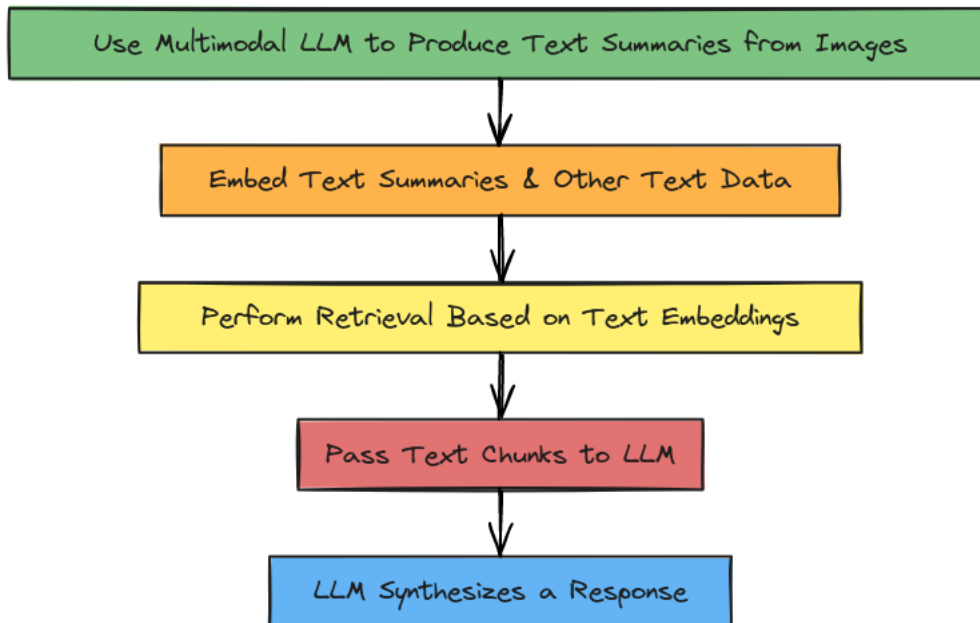 Use Multimodal LLM to Produce Text Summaries from Images
Embed Text Summaries & Other Text Data
Perform Retrieval Based on Text Embeddings
Pass Text Chunks to LLM
LLM Synthesizes a Response